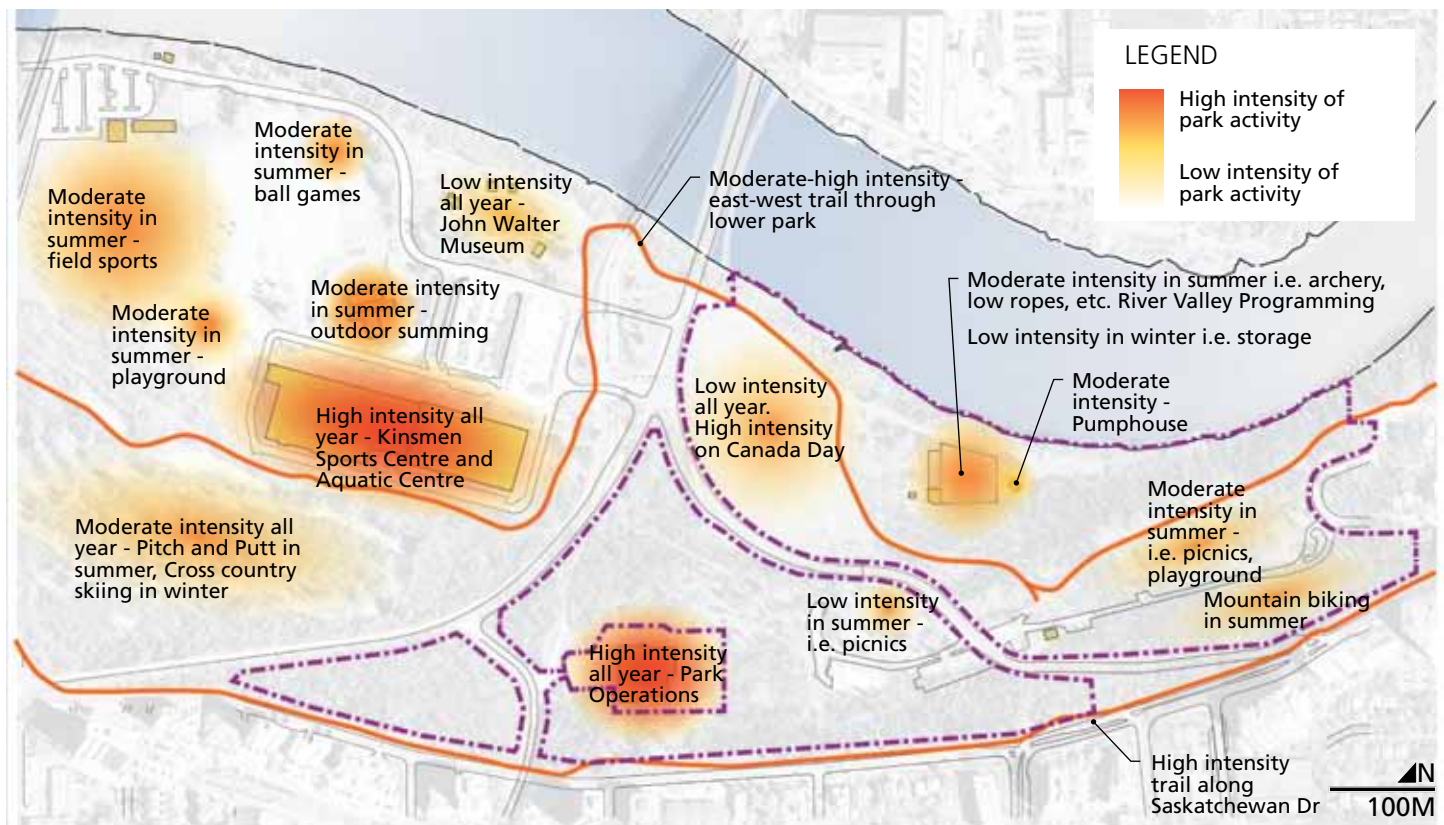 LEGEND
High intensity of
park activity
Low intensity of
park activity
Moderate
intensity in
summer -
ball games
Moderate
intensity in
summer -
field sports
Low intensity
all year -
John Walter
Museum
Moderate-high intensity -
east-west trail through
lower park
Moderate intensity
in summer -
outdoor summing
Moderate
intensity in
summer -
playground
Moderate intensity in summer i.e. archery,
low ropes, etc. River Valley Programming
Low intensity in winter i.e. storage
Moderate
intensity -
Pumphouse
Low intensity
all year.
High intensity
on Canada Day
High intensity all
year - Kinsmen
Sports Centre and
Aquatic Centre
Moderate intensity all
year - Pitch and Putt in
summer, Cross country
skiing in winter
Moderate
intensity in
summer -
i.e. picnics,
playground
Mountain biking
in summer
Low intensity
in summer -
i.e. picnics
High intensity
all year - Park
Operations
High intensity
trail along
Saskatchewan Dr
N
100M